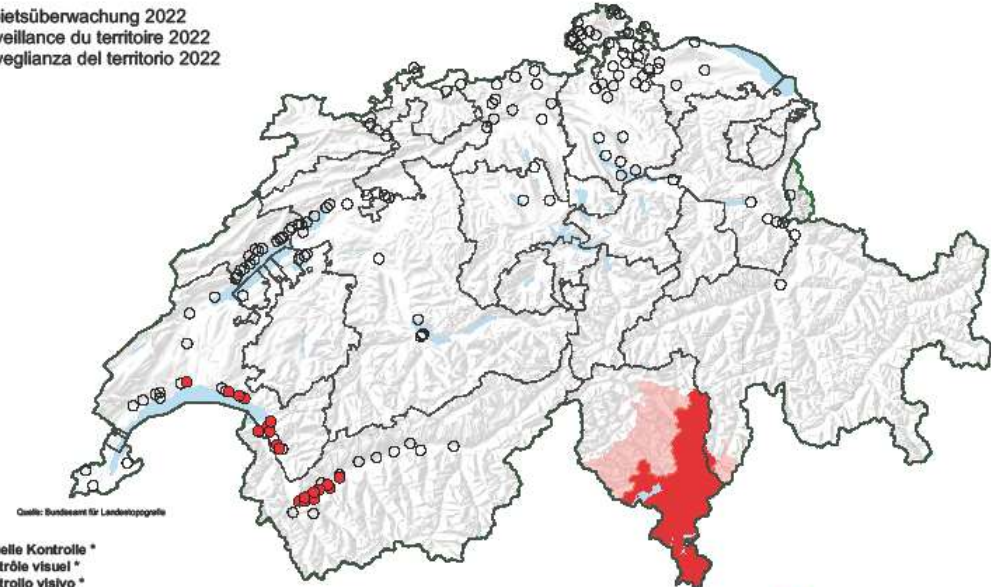 ietsüberwachung 2022
veillance du territoire 2022
veglianza del territorio 2022
Quelle: Bundesamt für Landestopografie
elle Kontrolle *
trôle visuel *
trollo visivo *